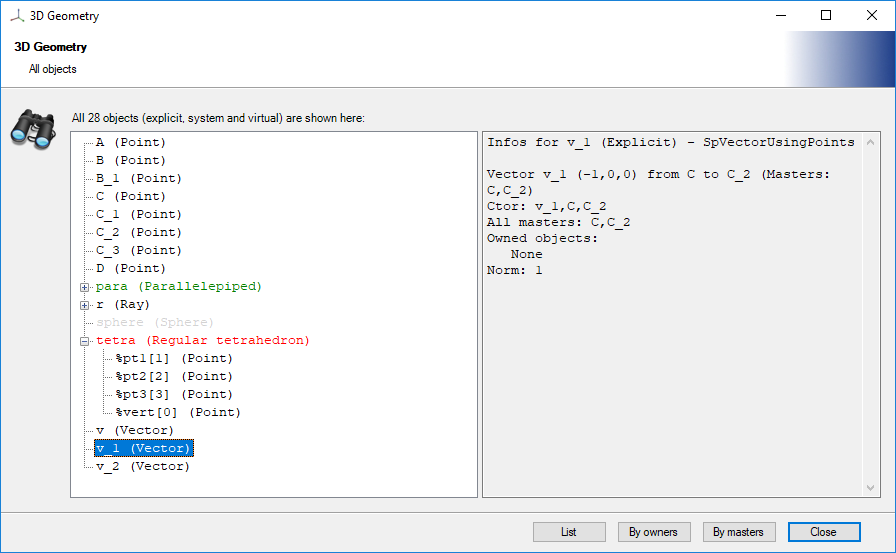 3D Geometry
3D Geometry
All objects
All 28 objects (explicit, system and virtual) are shown here:
A (Point)
B (Point)
B_1 (Point)
C (Point)
C_1 (Point)
C_2 (Point)
C_3 (Point)
D (Point)
para (Parallelepiped)
r (Ray)
sphere (Sphere)
tetra (Regular tetrahedron)
%pt1[1] (Point)
%pt2[2] (Point)
%pt3[3] (Point)
%vert[0] (Point)
v (Vector)
v_1 (Vector)
v_2 (Vector)
Infos for v_1 (Explicit) - SpVectorUsingPoints
Vector v_1 (-1,0,0) from C to C_2 (Masters:
C,C_2)
Ctor: v_1,C,C_2
All masters: C,C_2
Owned objects:
None
Norm: 1
List
By owners
By masters
Close